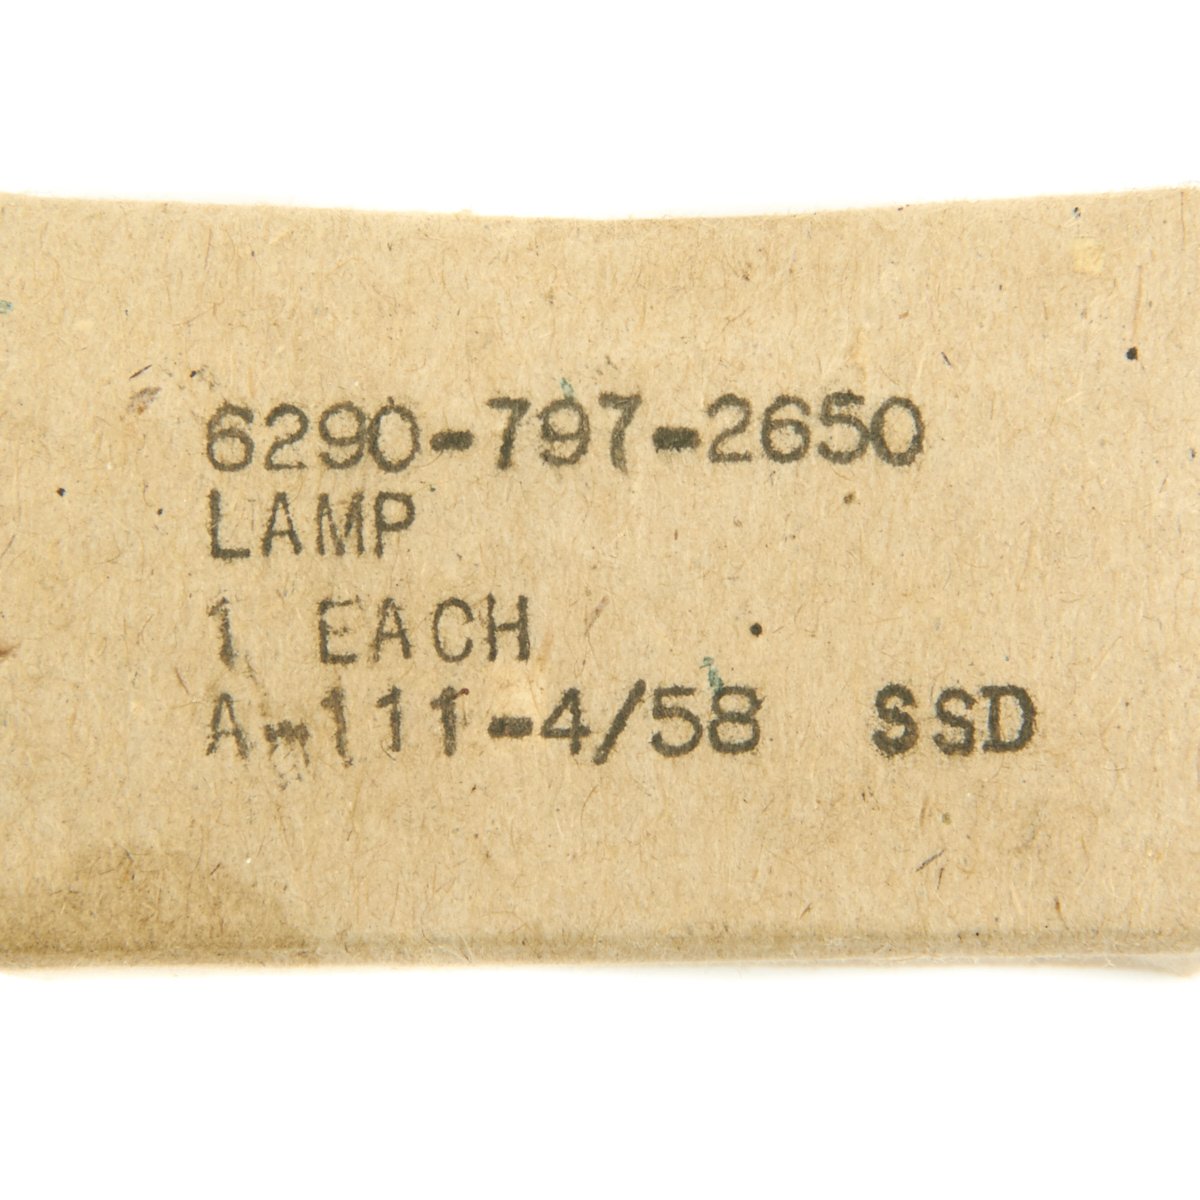 6290-797-2650
LAMP
1 EACH
A-111-4/58 SSD